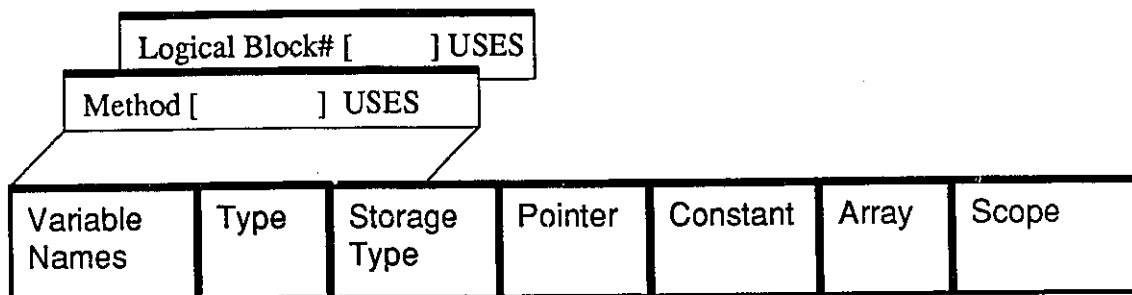 Logical Block# [ ] USES
Method [ ] USES
Variable Names
Type
Storage Type
Pointer
Constant
Array
Scope